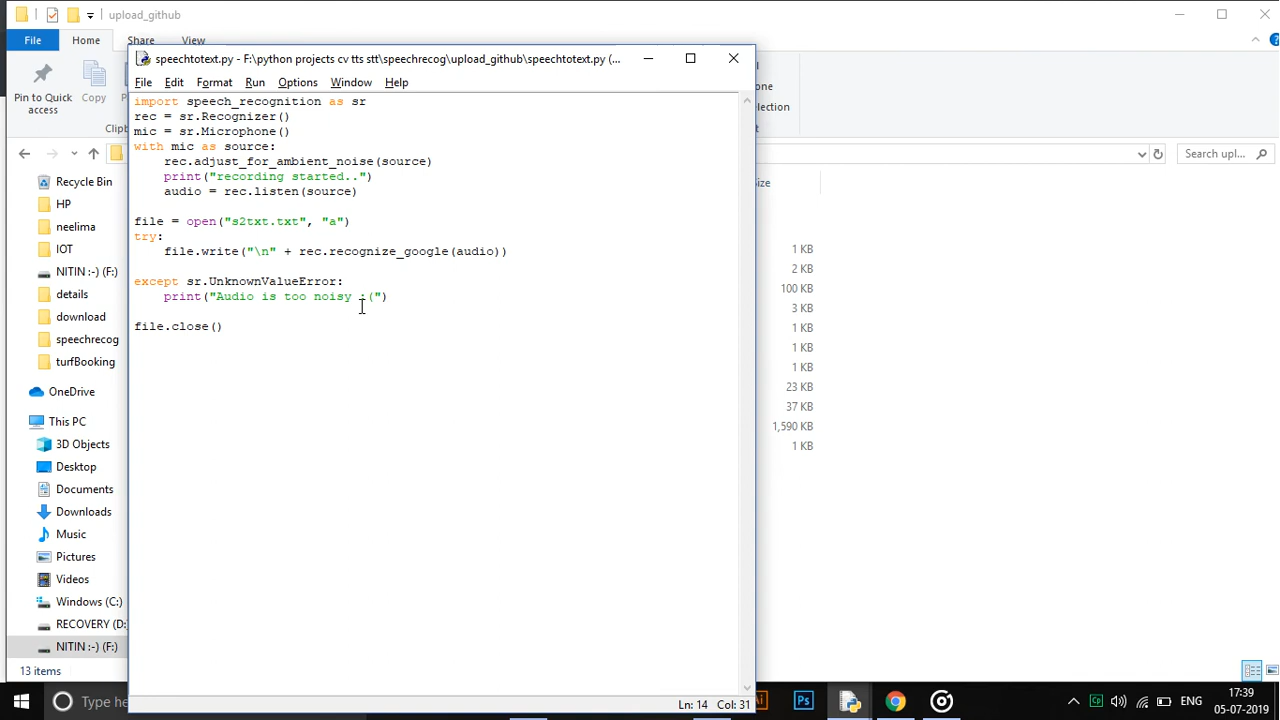 upload_github
File Home Share View
Pin to Quick access
Copy
speechtotext.py - F:\python projects cv tts stt\speechrecog\upload_github\speechtotext.py (...
File Edit Format Run Window Help
import speech_recognition as sr
rec = sr.Recognizer()
mic = sr.Microphone()
with mic as source:
    rec.adjust_for_ambient_noise(source)
    print("recording started..")
    audio = rec.listen(source)
file = open("s2txt.txt", "a")
try:
    file.write("\n" + rec.recognize_google(audio))
except sr.UnknownValueError:
    print("Audio is too noisy :(")
file.close()
Search upl...
Recycle Bin
HP
neelima
IOT
NITIN :-) (F:)
details
download
speechrecog
turfBooking
OneDrive
This PC
3D Objects
Desktop
Documents
Downloads
Music
Pictures
Videos
Windows (C:)
RECOVERY (D:
NITIN :-) (F:)
13 items
1 KB
2 KB
100 KB
3 KB
1 KB
1 KB
1 KB
23 KB
37 KB
1,590 KB
1 KB
Ln: 14 Col: 31
Type he
Ps
ENG
17:39
05-07-2019